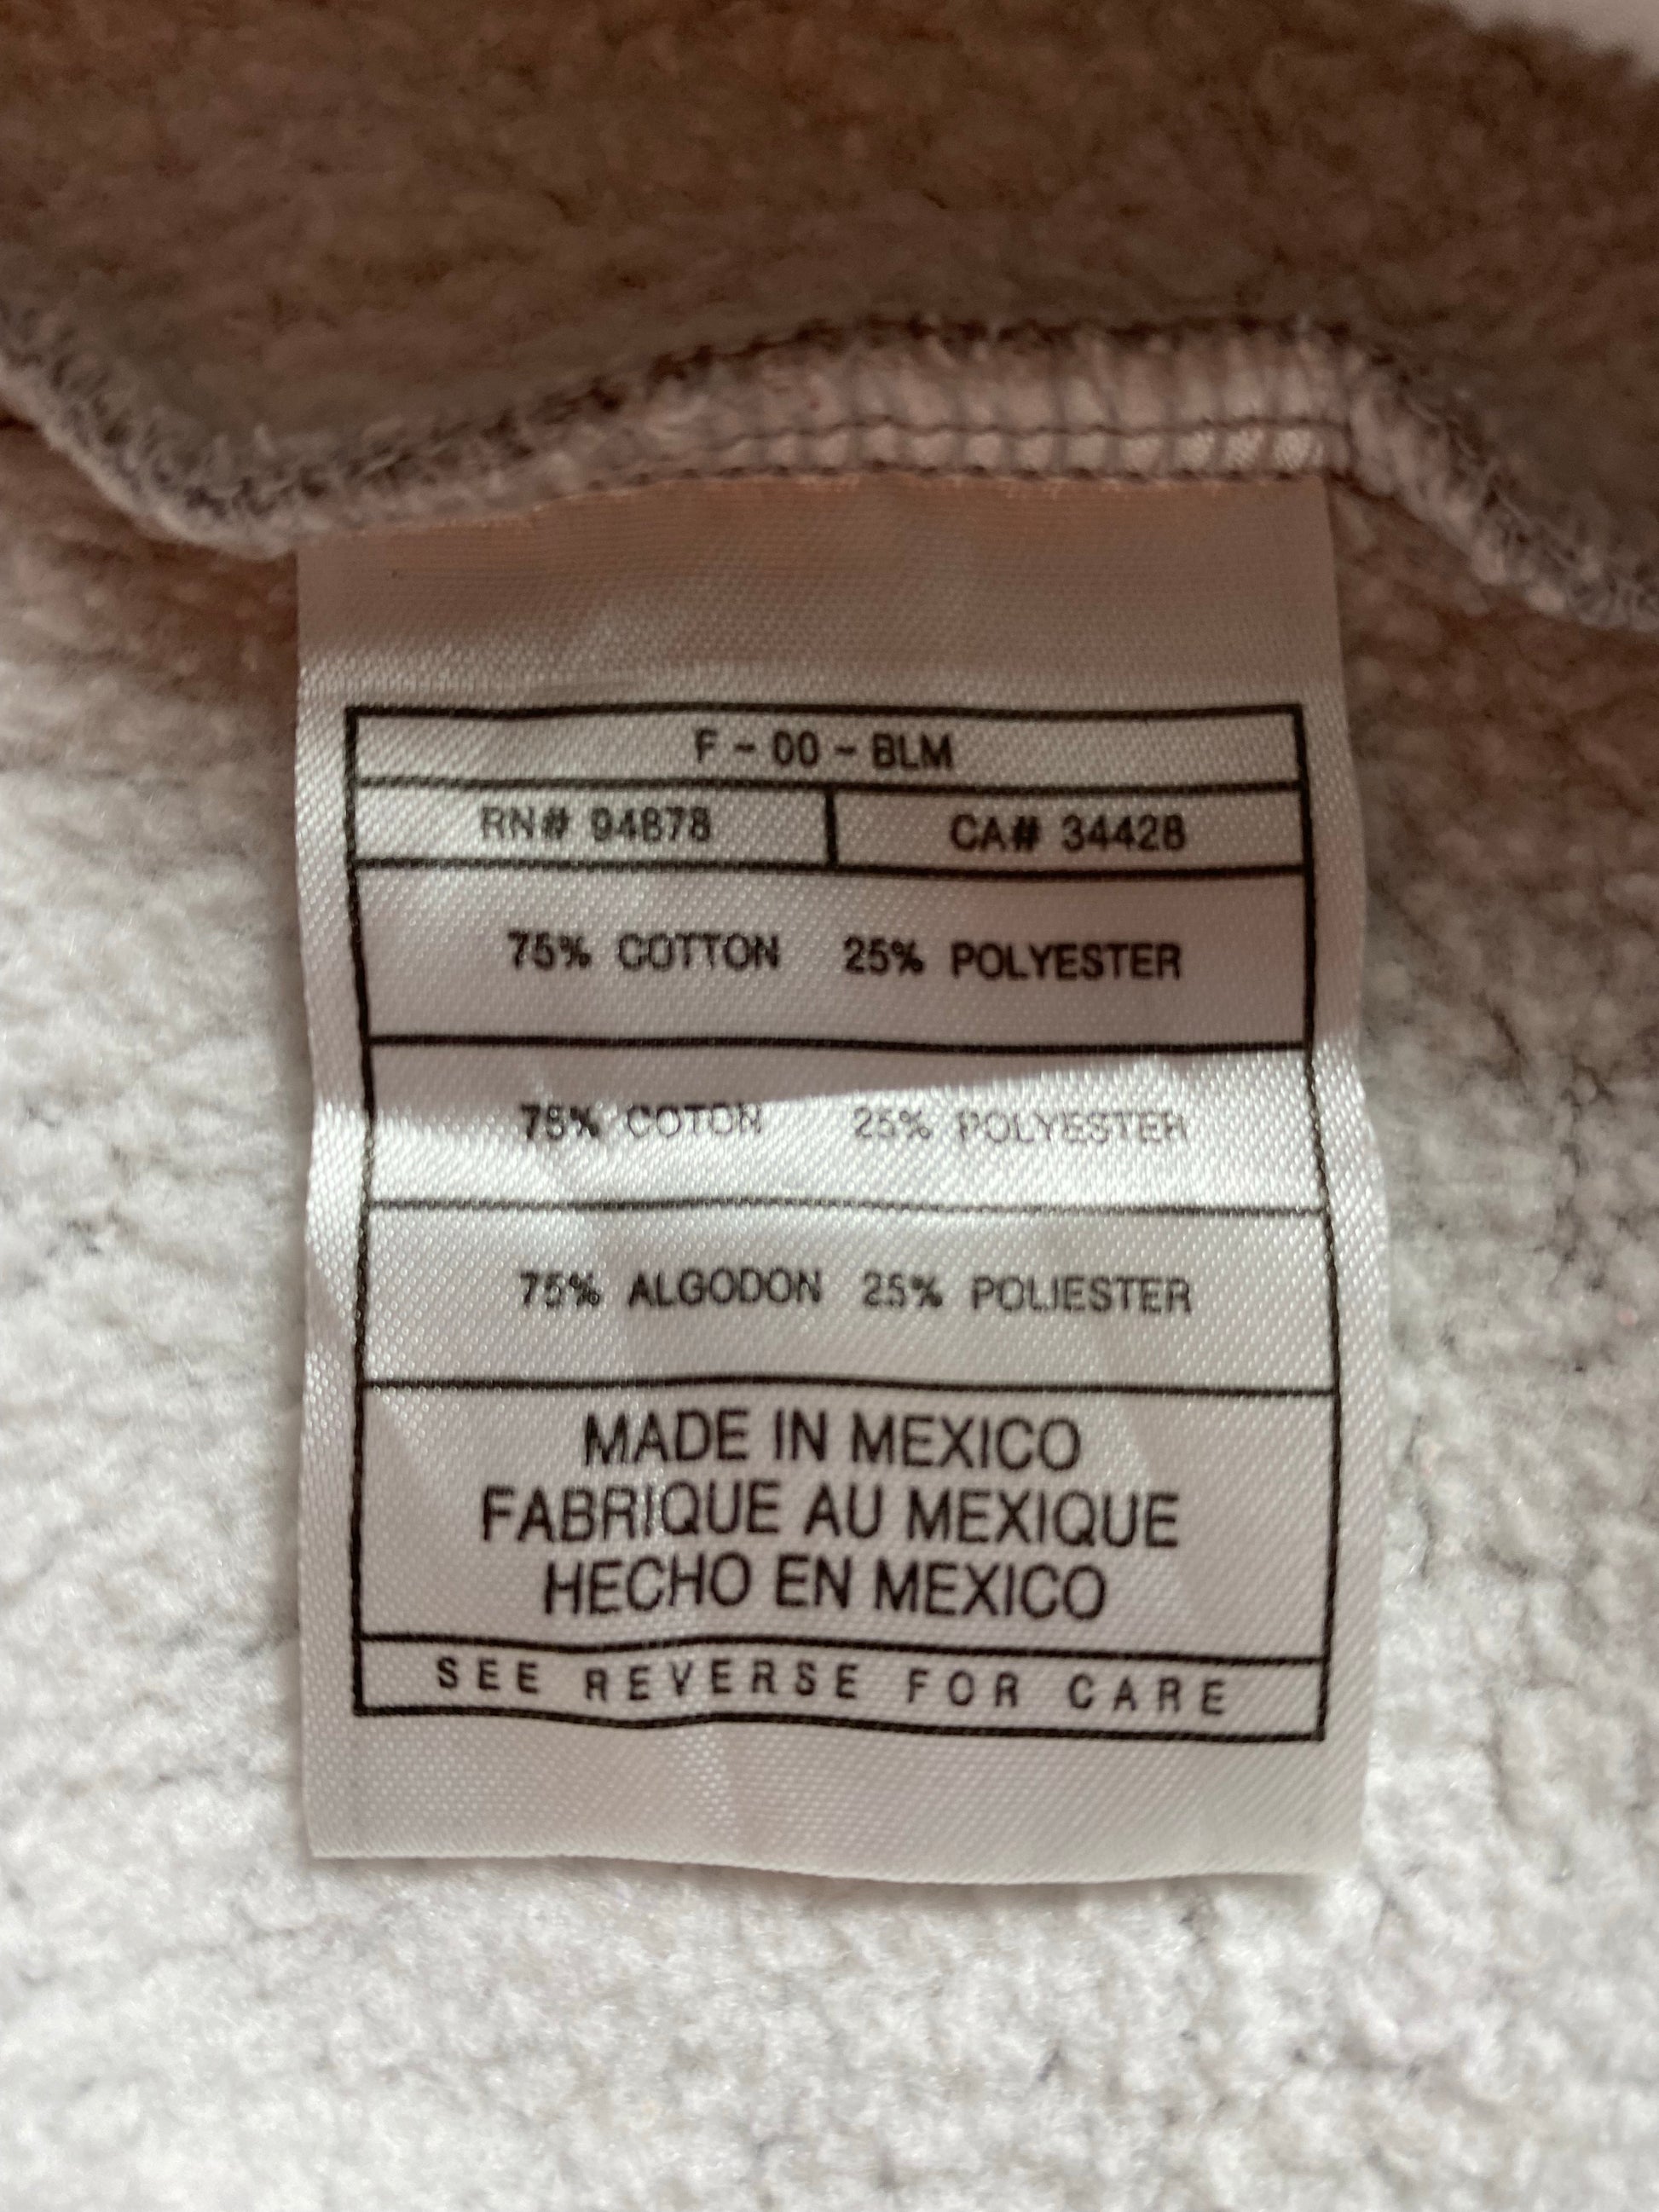 F - 00 - BLM
RN# 94878 CA# 34428
75% COTTON 25% POLYESTER
75% COTON 25% POLYESTER
75% ALGODON 25% POLIESTER
MADE IN MEXICO
FABRIQUE AU MEXIQUE
HECHO EN MEXICO
SEE REVERSE FOR CARE